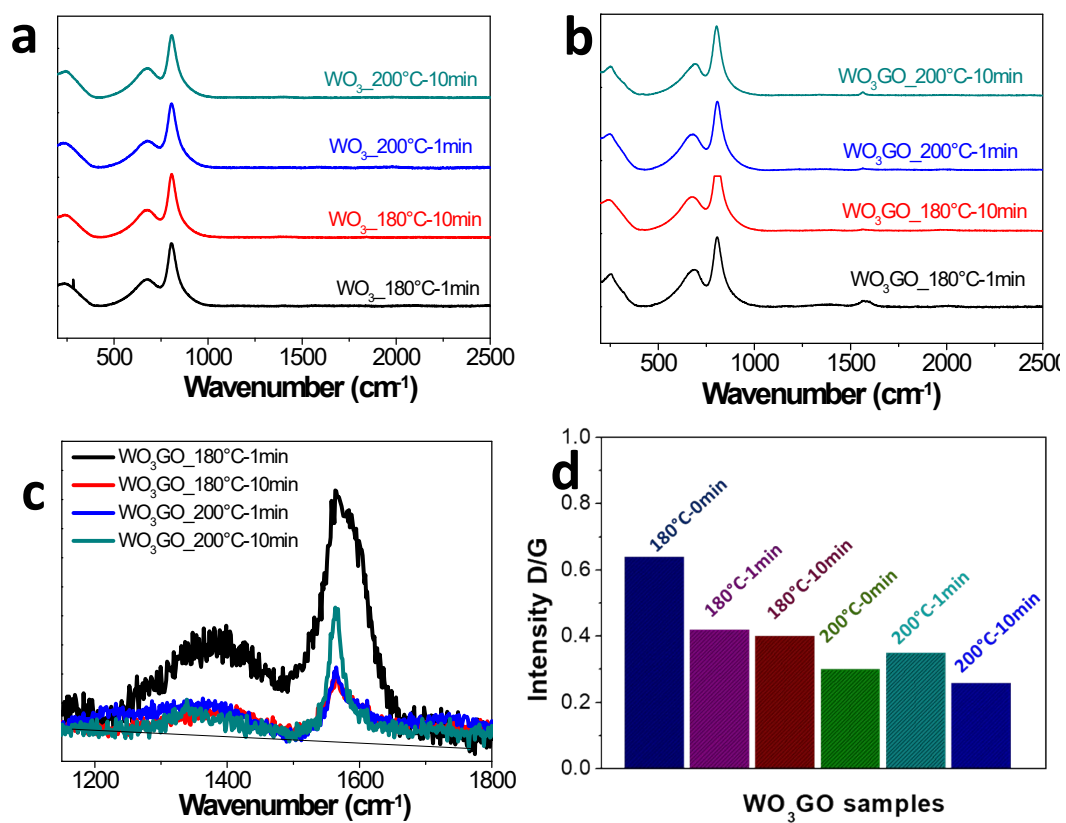 a
WO₃_200°C-10min
WO₃_200°C-1min
WO₃_180°C-10min
WO₃_180°C-1min
500 1000 1500 2000 2500
Wavenumber (cm⁻¹)
b
WO₃GO_200°C-10min
WO₃GO_200°C-1min
WO₃GO_180°C-10min
WO₃GO_180°C-1min
500 1000 1500 2000 250
Wavenumber (cm⁻¹)
c
WO₃GO_180°C-1min
WO₃GO_180°C-10min
WO₃GO_200°C-1min
WO₃GO_200°C-10min
1200 1400 1600 1800
Wavenumber (cm⁻¹)
d
Intensity D/G
1.0
0.8
0.6
0.4
0.2
0.0
180°C-0min
180°C-1min
180°C-10min
200°C-0min
200°C-1min
200°C-10min
WO₃GO samples